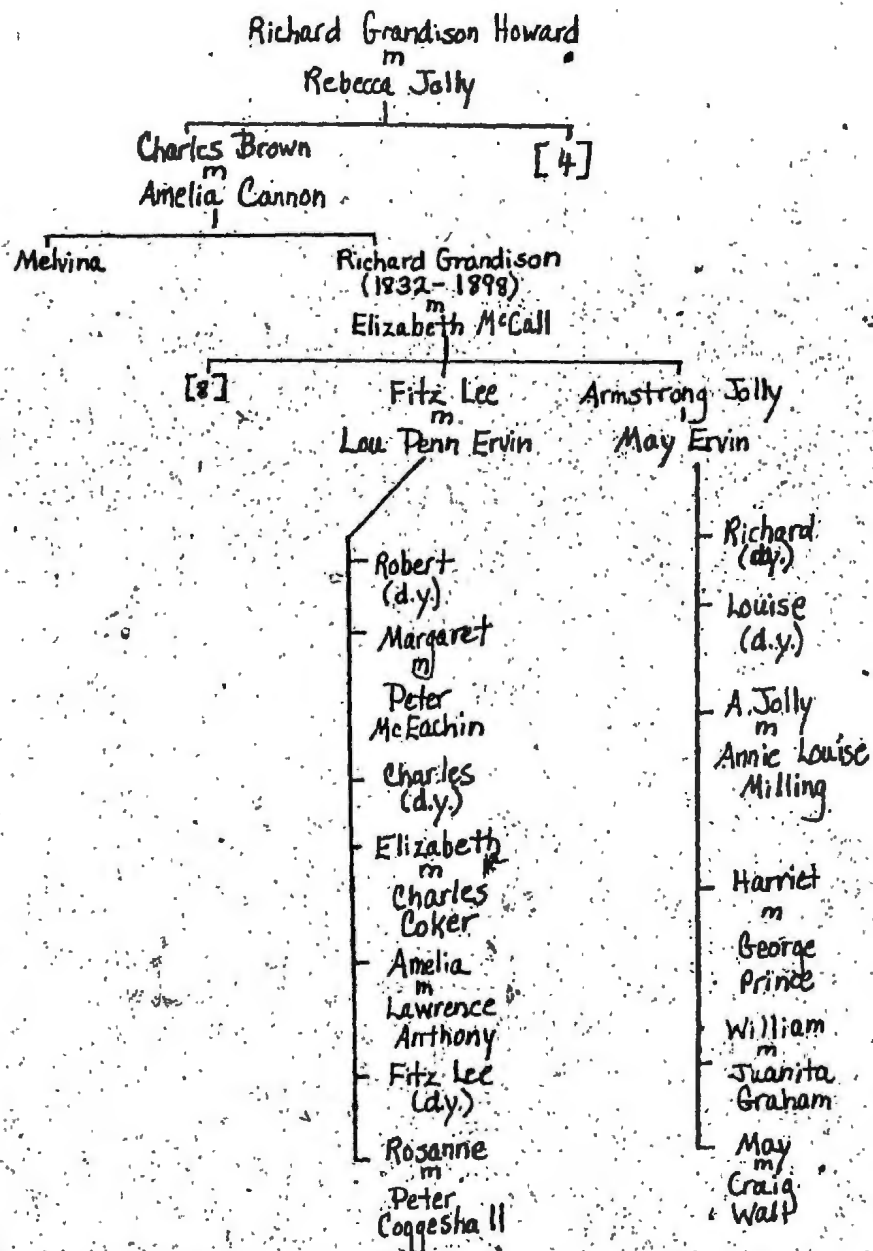 Richard Grandison Howard
m
Rebecca Jolly
Charles Brown
m
Amelia Cannon
[4]
Melvina
Richard Grandison
(1832-1898)
m
Elizabeth McCall
[8]
Fitz Lee
m
Lou Penn Ervin
Armstrong Jolly
May Ervin
Robert
(d.y.)
Margaret
m
Peter
McEachin
Charles
(d.y.)
Elizabeth
m
Charles
Coker
Amelia
m
Lawrence
Anthony
Fitz Lee
(d.y.)
Rosanne
m
Peter
Coggeshall
Richard
(d.y.)
Louise
(d.y.)
A. Jolly
m
Annie Louise
Milling
Harriet
m
George
Prince
William
m
Juanita
Graham
May
m
Craig
Wall